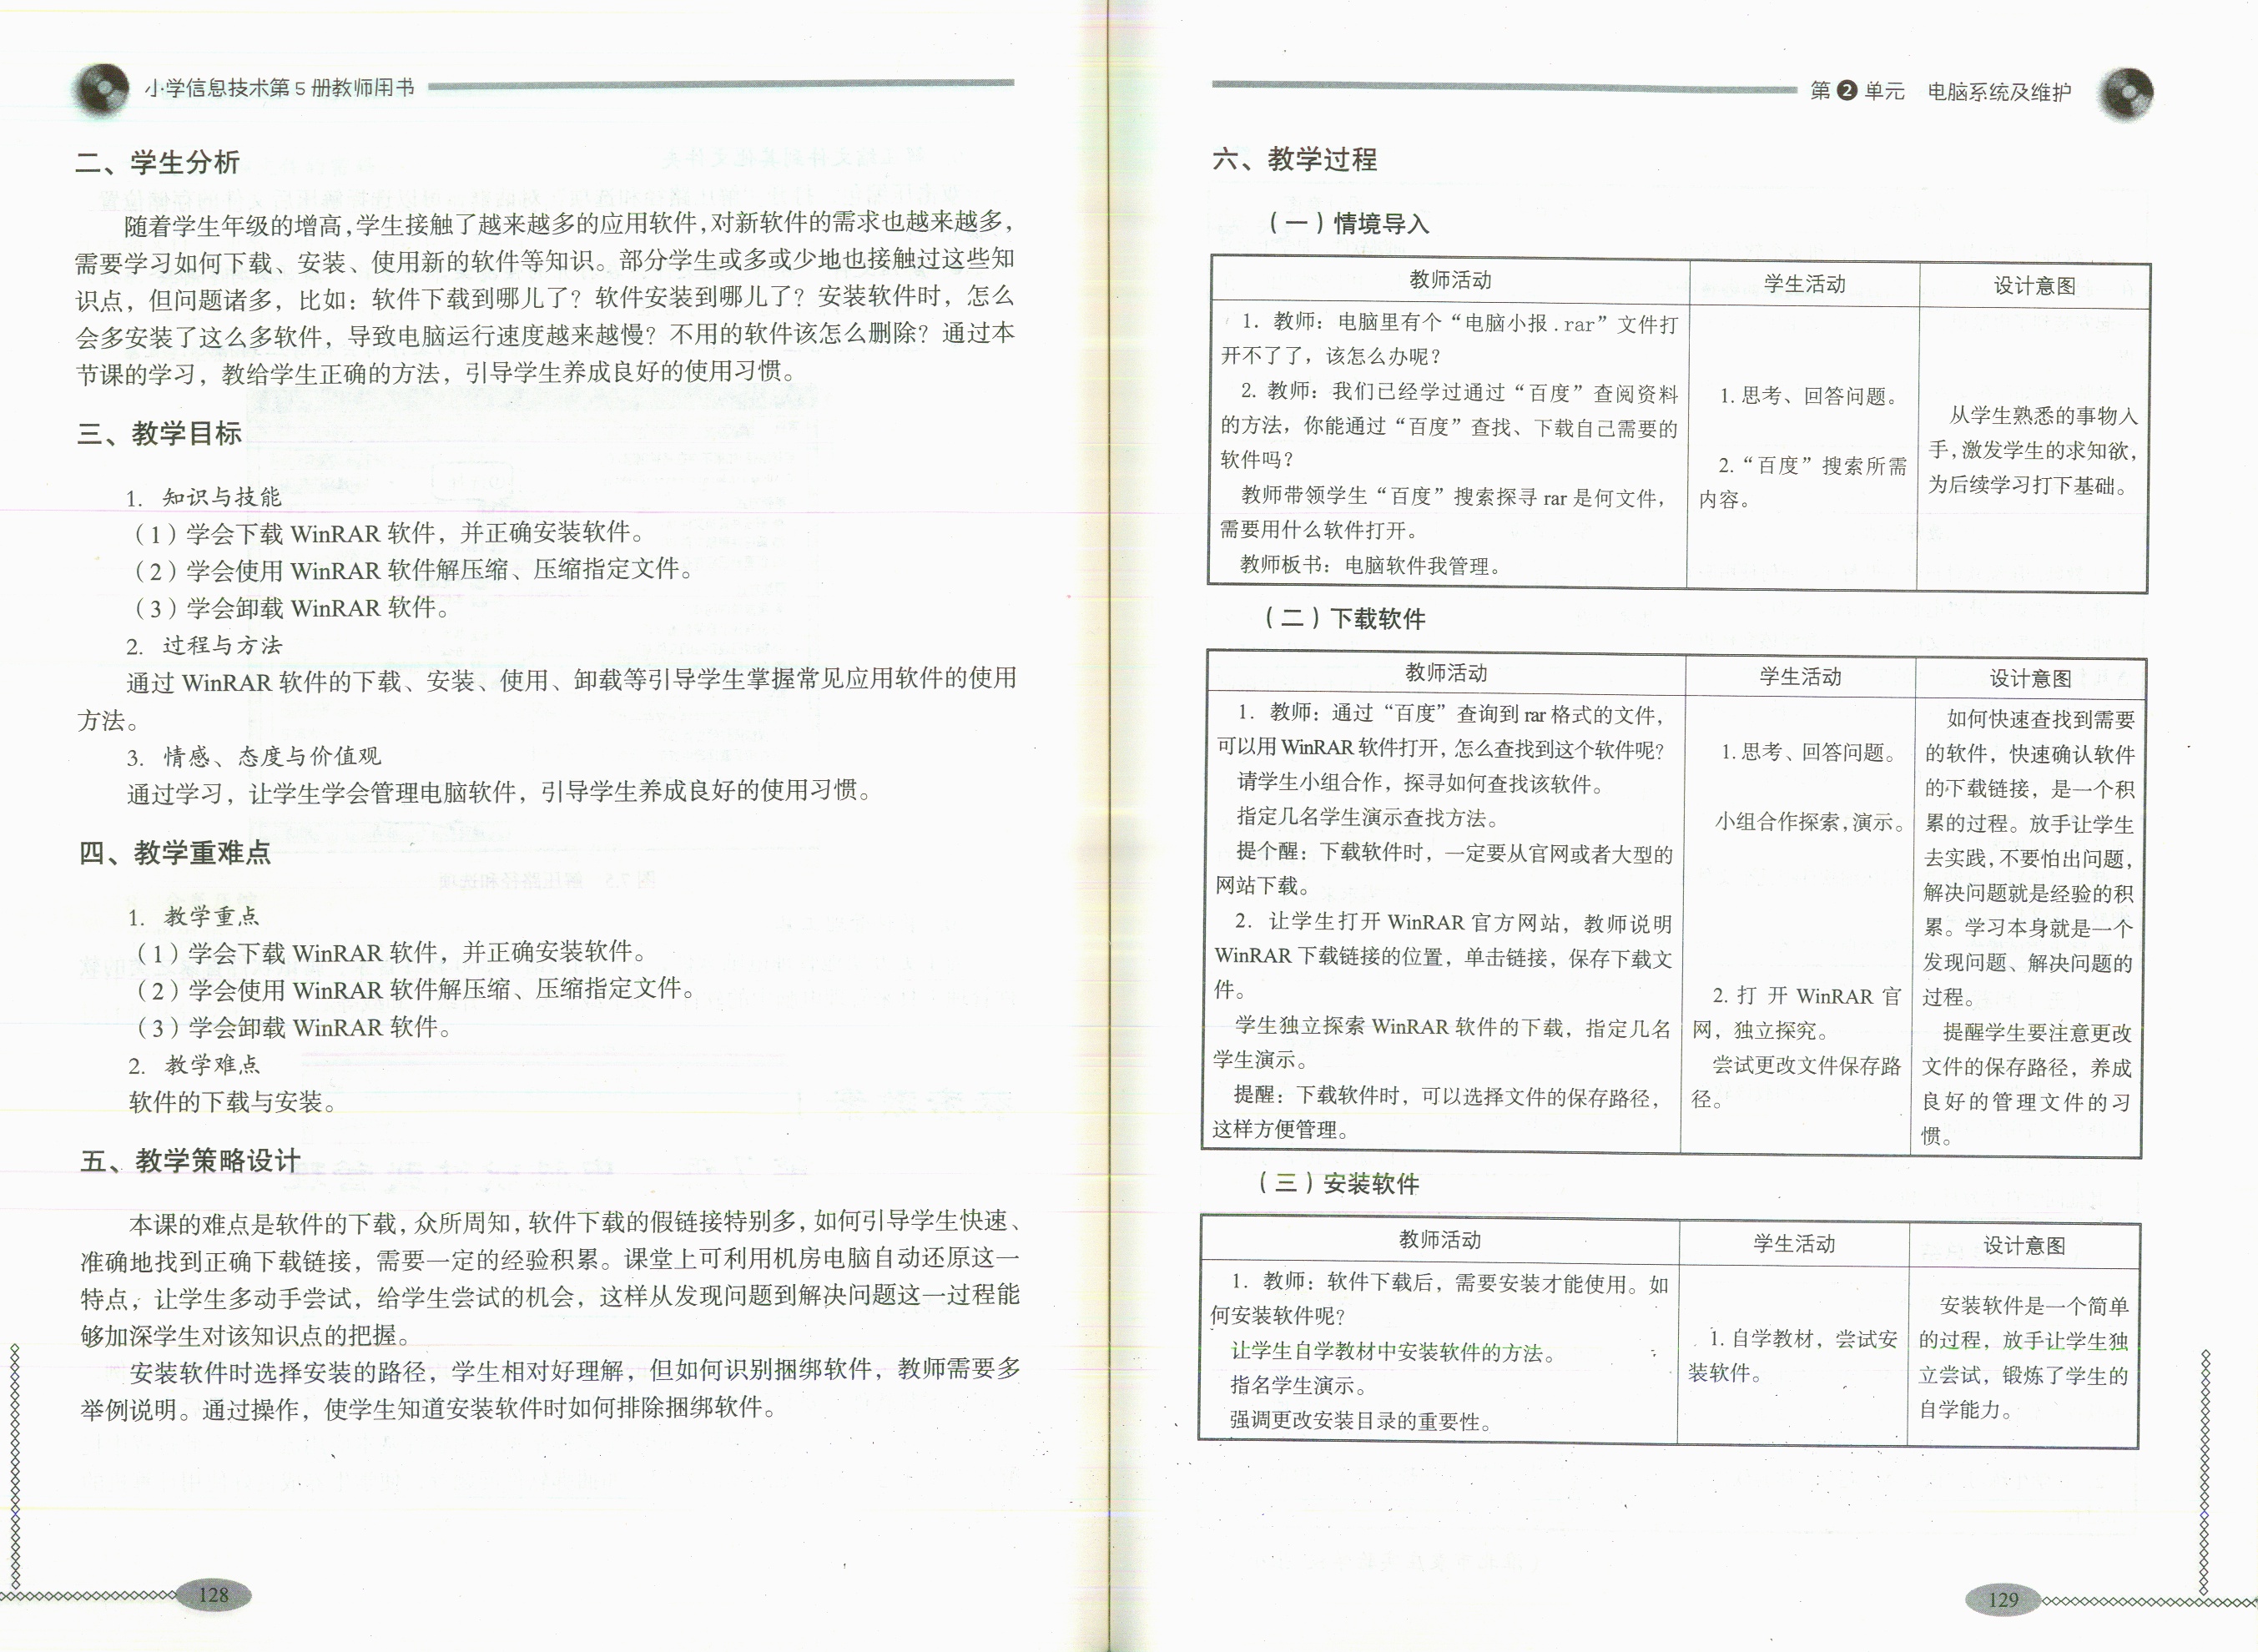 小学信息技术第5册教师用书
二、学生分析
随着学生年级的增高，学生接触了越来越多的应用软件，对新软件的需求也越来越多，
需要学习如何下载、安装、使用新的软件等知识。部分学生或多或少地也接触过这些知
识点，但问题诸多，比如：软件下载到哪儿了？软件安装到哪儿了？安装软件时，怎么
会多安装了这么多软件，导致电脑运行速度越来越慢？不用的软件该怎么删除？通过本
节课的学习，教给学生正确的方法，引导学生养成良好的使用习惯。
三、教学目标
1. 知识与技能
（1）学会下载 WinRAR 软件，并正确安装软件。
（2）学会使用 WinRAR 软件解压缩、压缩指定文件。
（3）学会卸载 WinRAR 软件。
2. 过程与方法
通过 WinRAR 软件的下载、安装、使用、卸载等引导学生掌握常见应用软件的使用
方法。
3. 情感、态度与价值观
通过学习，让学生学会管理电脑软件，引导学生养成良好的使用习惯。
四、教学重难点
1. 教学重点
（1）学会下载 WinRAR 软件，并正确安装软件。
（2）学会使用 WinRAR 软件解压缩、压缩指定文件。
（3）学会卸载 WinRAR 软件。
2. 教学难点
软件的下载与安装。
五、教学策略设计
本课的难点是软件的下载，众所周知，软件下载的假链接特别多，如何引导学生快速、
准确地找到正确下载链接，需要一定的经验积累。课堂上可利用机房电脑自动还原这一
特点，让学生多动手尝试，给学生尝试的机会，这样从发现问题到解决问题这一过程能
够加深学生对该知识点的把握。
安装软件时选择安装的路径，学生相对好理解，但如何识别捆绑软件，教师需要多
举例说明。通过操作，使学生知道安装软件时如何排除捆绑软件。
128
第2单元 电脑系统及维护
六、教学过程
（一）情境导入
教师活动
学生活动
设计意图
1. 教师：电脑里有个“电脑小报.rar”文件打
开不了了，该怎么办呢？
2. 教师：我们已经学过通过“百度”查阅资料
的方法，你能通过“百度”查找、下载自己需要的
软件吗？
教师带领学生“百度”搜索探寻 rar 是何文件，
需要用什么软件打开。
教师板书：电脑软件我管理。
1. 思考、回答问题。
2. “百度”搜索所需
内容。
从学生熟悉的事物入
手，激发学生的求知欲，
为后续学习打下基础。
（二）下载软件
教师活动
学生活动
设计意图
1. 教师：通过“百度”查询到 rar 格式的文件，
可以用 WinRAR 软件打开，怎么查找到这个软件呢？
请学生小组合作，探寻如何查找该软件。
指定几名学生演示查找方法。
提个醒：下载软件时，一定要从官网或者大型的
网站下载。
2. 让学生打开 WinRAR 官方网站，教师说明
WinRAR 下载链接的位置，单击链接，保存下载文
件。
学生独立探索 WinRAR 软件的下载，指定几名
学生演示。
提醒：下载软件时，可以选择文件的保存路径，
这样方便管理。
1. 思考、回答问题。
小组合作探索，演示。
2. 打开 WinRAR 官
网，独立探究。
尝试更改文件保存路
径。
如何快速查找到需要
的软件，快速确认软件
的下载链接，是一个积
累的过程。放手让学生
去实践，不要怕出问题，
解决问题就是经验的积
累。学习本身就是一个
发现问题、解决问题的
过程。
提醒学生要注意更改
文件的保存路径，养成
良好的管理文件的习
惯。
（三）安装软件
教师活动
学生活动
设计意图
1. 教师：软件下载后，需要安装才能使用。如
何安装软件呢？
让学生自学教材中安装软件的方法。
指名学生演示。
强调更改安装目录的重要性。
1. 自学教材，尝试安
装软件。
安装软件是一个简单
的过程，放手让学生独
立尝试，锻炼了学生的
自学能力。
129